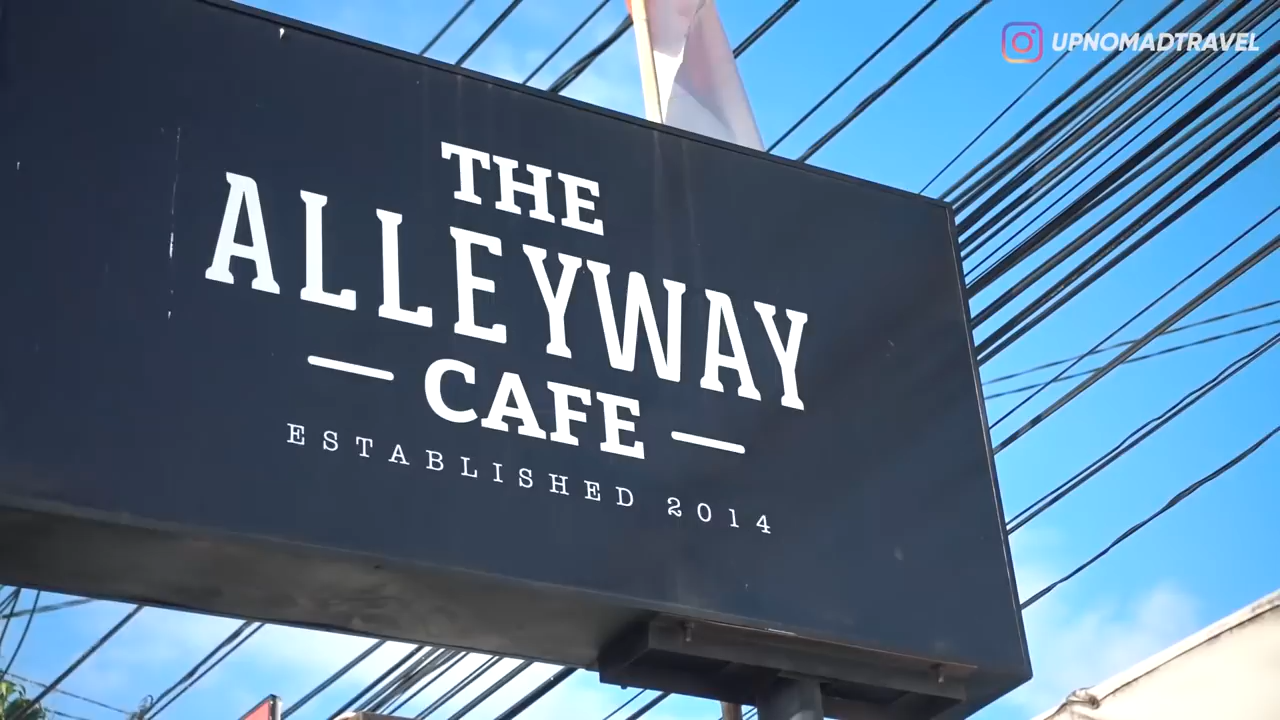 UPNOMADTRAVEL
THE
ALLEYWAY
CAFE
ESTABLISHED 2014